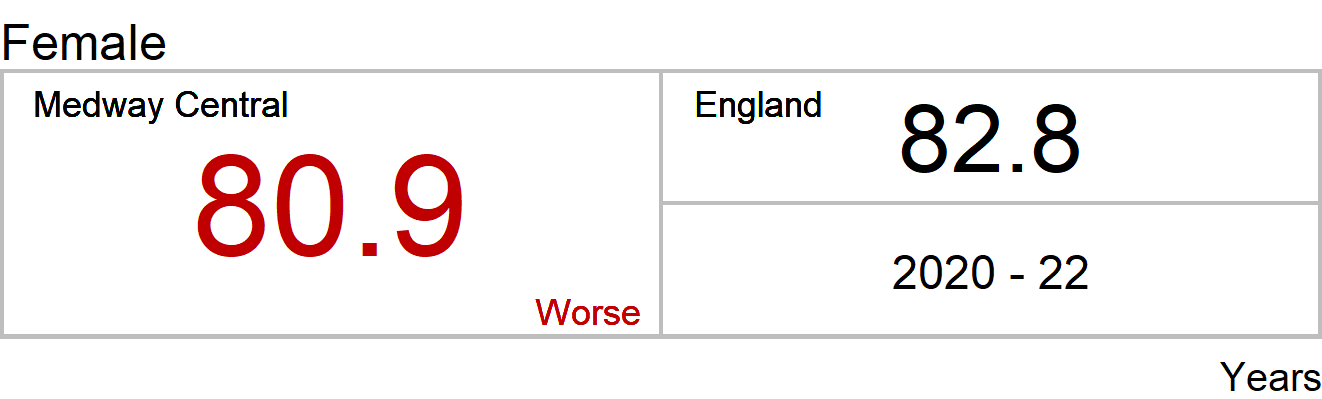 Female
Medway Central
80.9
Worse
England
82.8
2020 - 22
Years